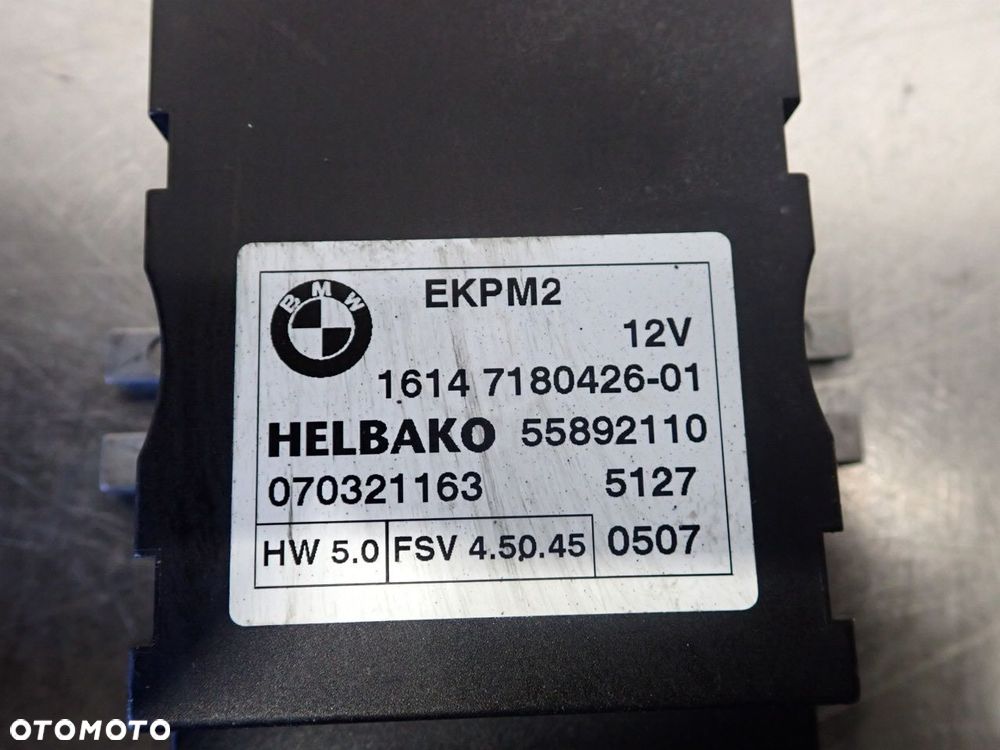 BMW
EKPM2
12V
1614 7180426-01
HELBAKO 55892110
070321163 5127
HW 5.0 FSV 4.50.45 0507
OTOMOTO